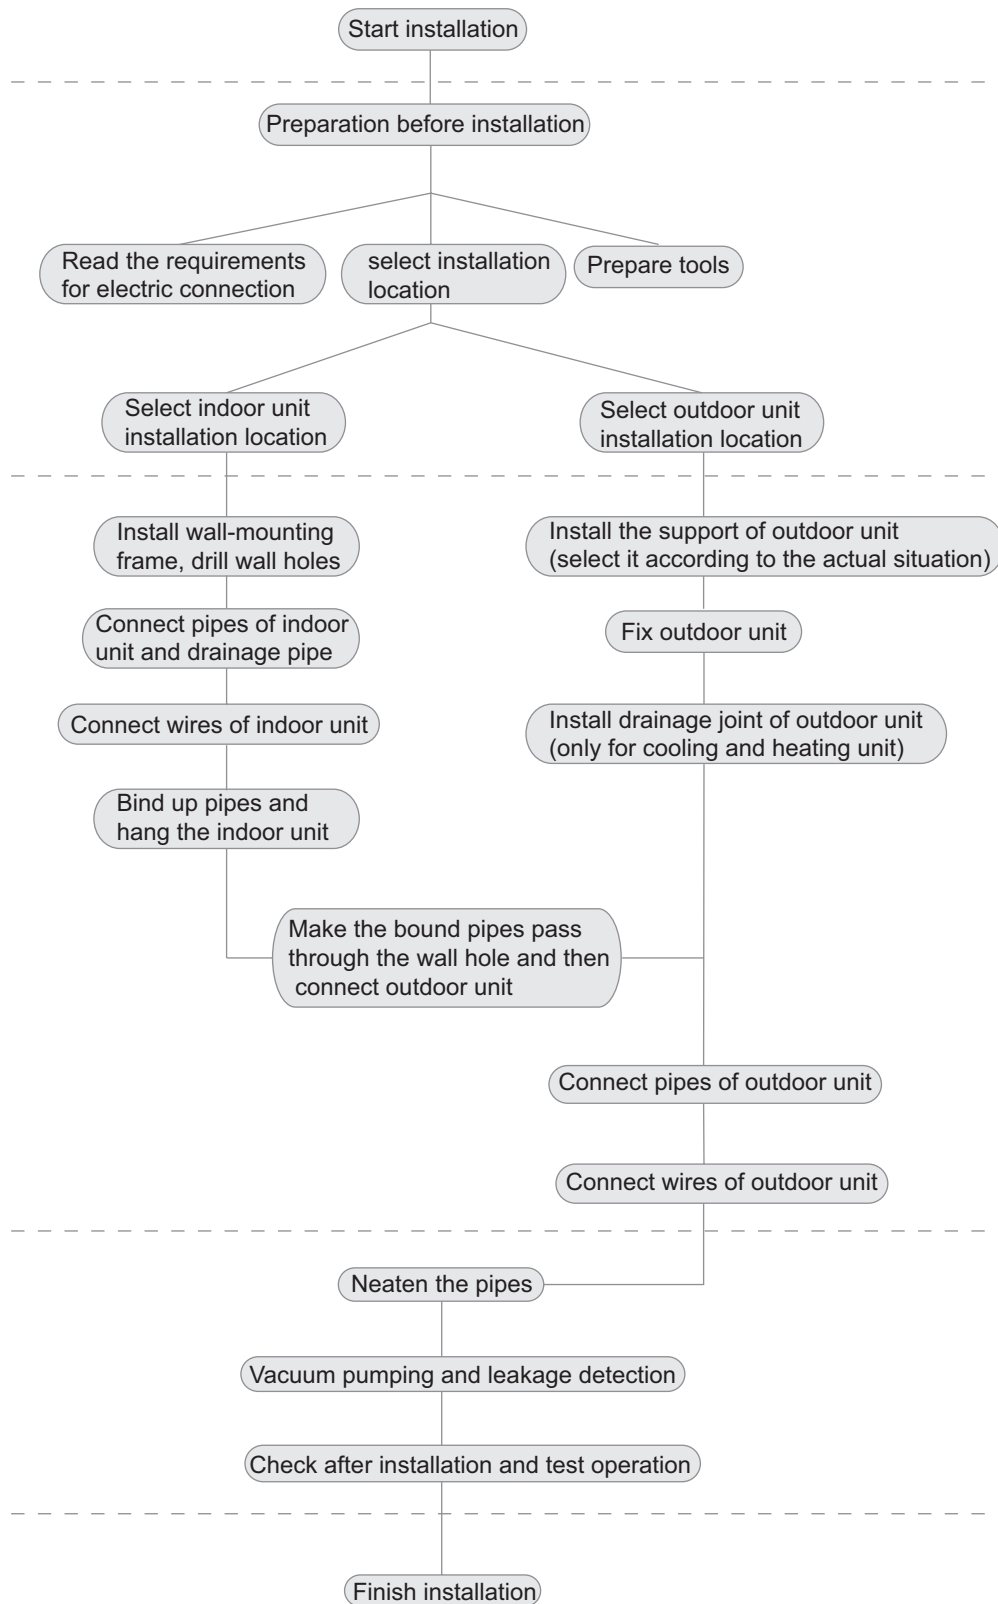 Start installation
Preparation before installation
Read the requirements
for electric connection
select installation
location
Prepare tools
Select indoor unit
installation location
Select outdoor unit
installation location
Install wall-mounting
frame, drill wall holes
Install the support of outdoor unit
(select it according to the actual situation)
Connect pipes of indoor
unit and drainage pipe
Fix outdoor unit
Connect wires of indoor unit
Install drainage joint of outdoor unit
(only for cooling and heating unit)
Bind up pipes and
hang the indoor unit
Make the bound pipes pass
through the wall hole and then
connect outdoor unit
Connect pipes of outdoor unit
Connect wires of outdoor unit
Neaten the pipes
Vacuum pumping and leakage detection
Check after installation and test operation
Finish installation